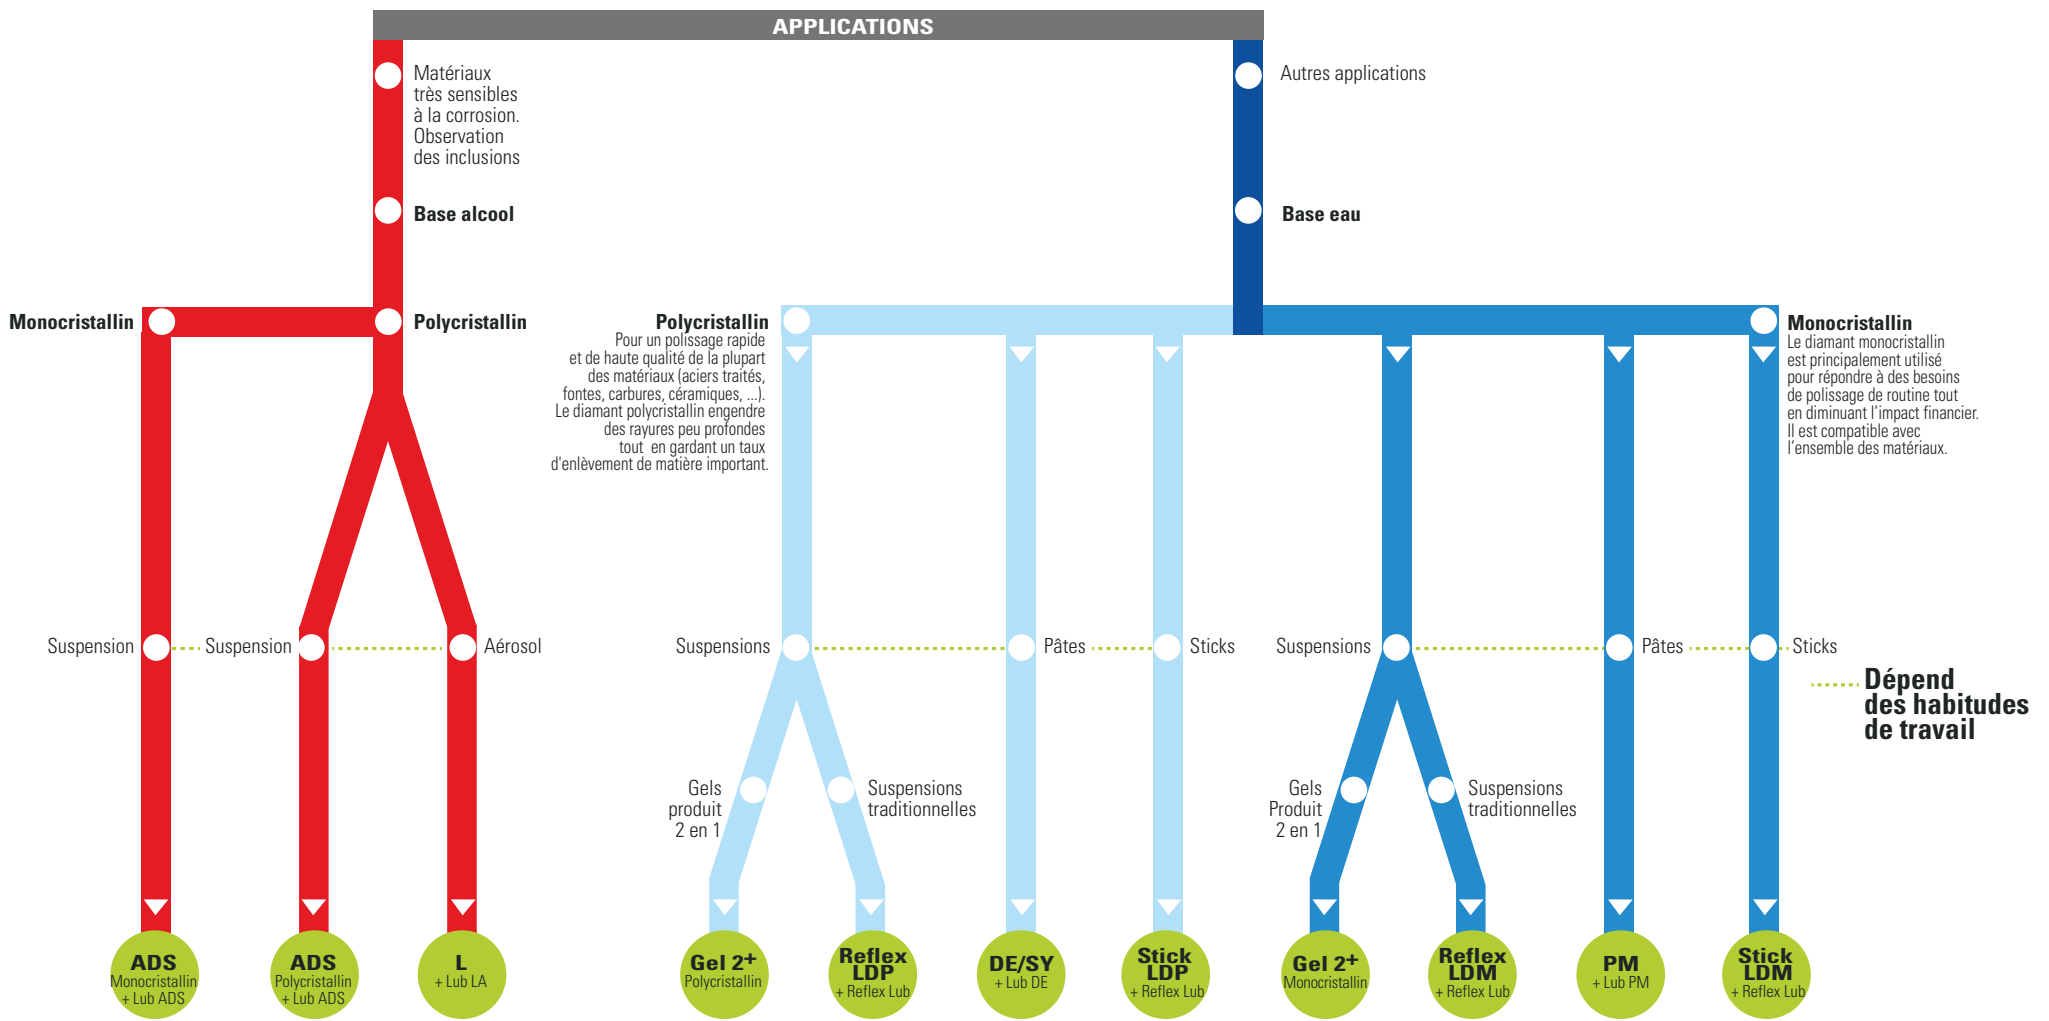 APPLICATIONS
Matériaux
très sensibles
à la corrosion.
Observation
des inclusions
Autres applications
Base alcool
Base eau
Monocristallin
Polycristallin
Polycristallin
Pour un polissage rapide
et de haute qualité de la plupart
des matériaux (aciers traités,
fontes, carbures, céramiques, ...).
Le diamant polycristallin engendre
des rayures peu profondes
tout en gardant un taux
d'enlèvement de matière important.
Monocristallin
Le diamant monocristallin
est principalement utilisé
pour répondre à des besoins
de polissage de routine tout
en diminuant l'impact financier.
Il est compatible avec
l'ensemble des matériaux.
Suspension
Suspension
Aérosol
Suspensions
Pâtes
Sticks
Suspensions
Pâtes
Sticks
Dépend
des habitudes
de travail
Gels
produit
2 en 1
Suspensions
traditionnelles
Gels
Produit
2 en 1
Suspensions
traditionnelles
ADS
Monocristallin
+ Lub ADS
ADS
Polycristallin
+ Lub ADS
L
+ Lub LA
Gel 2+
Polycristallin
Reflex
LDP
+ Reflex Lub
DE/SY
+ Lub DE
Stick
LDP
+ Reflex Lub
Gel 2+
Monocristallin
Reflex
LDM
+ Reflex Lub
PM
+ Lub PM
Stick
LDM
+ Reflex Lub